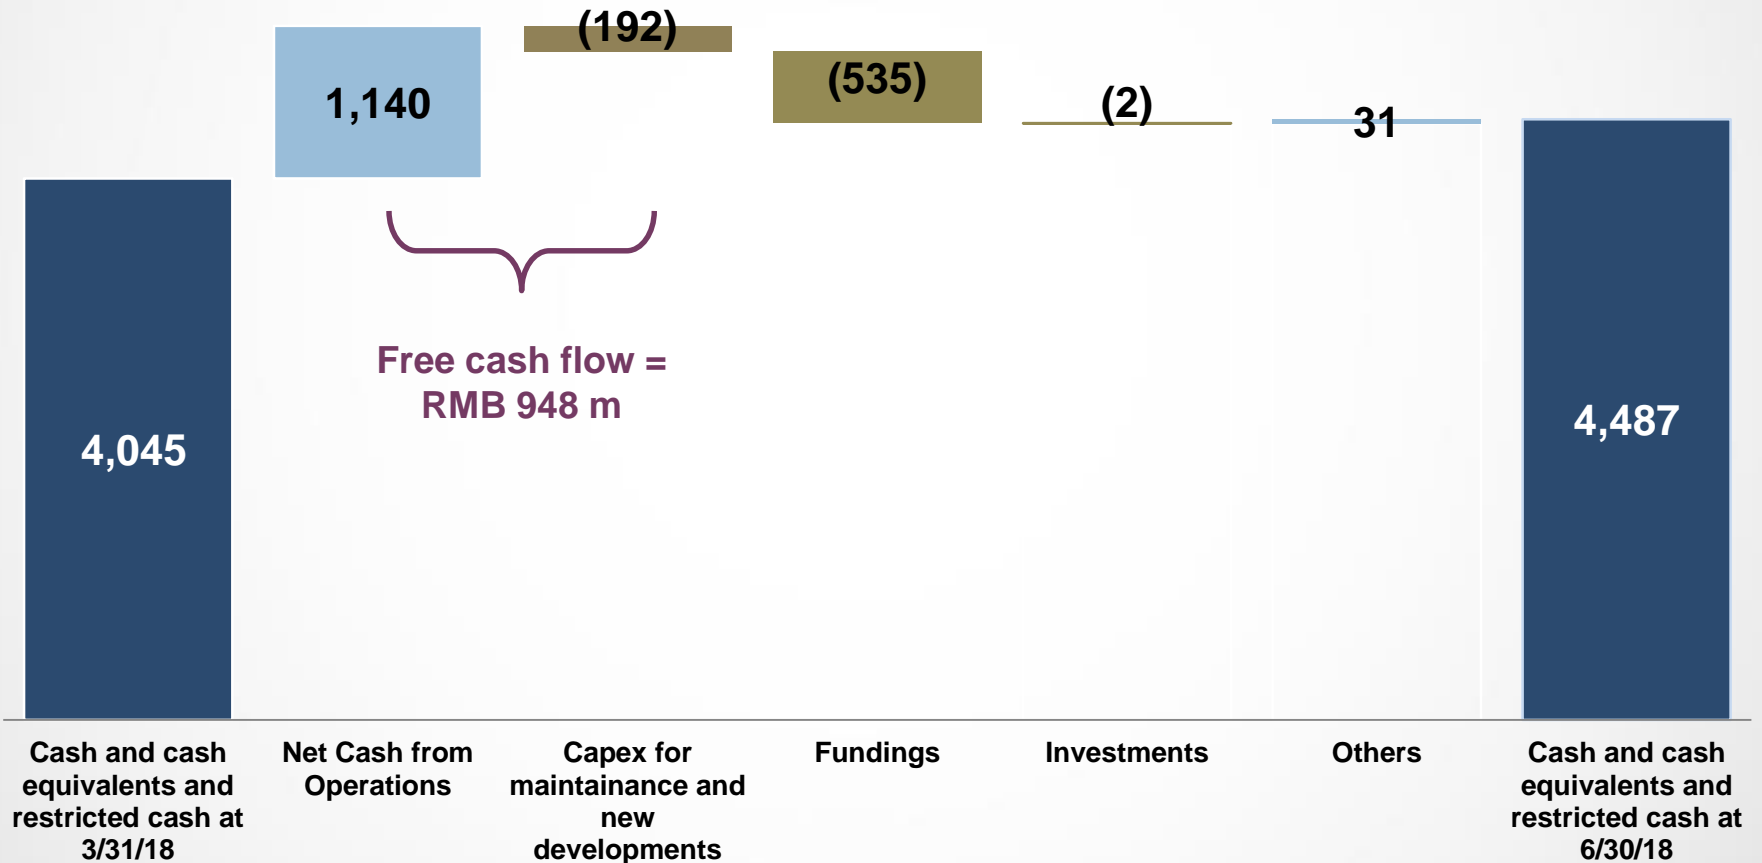 (192)
(535)
1,140
(2)
31
Free cash flow =
RMB 948 m
4,045
4,487
Cash and cash
equivalents and
restricted cash at
3/31/18
Net Cash from
Operations
Capex for
maintainance and
new
developments
Fundings
Investments
Others
Cash and cash
equivalents and
restricted cash at
6/30/18